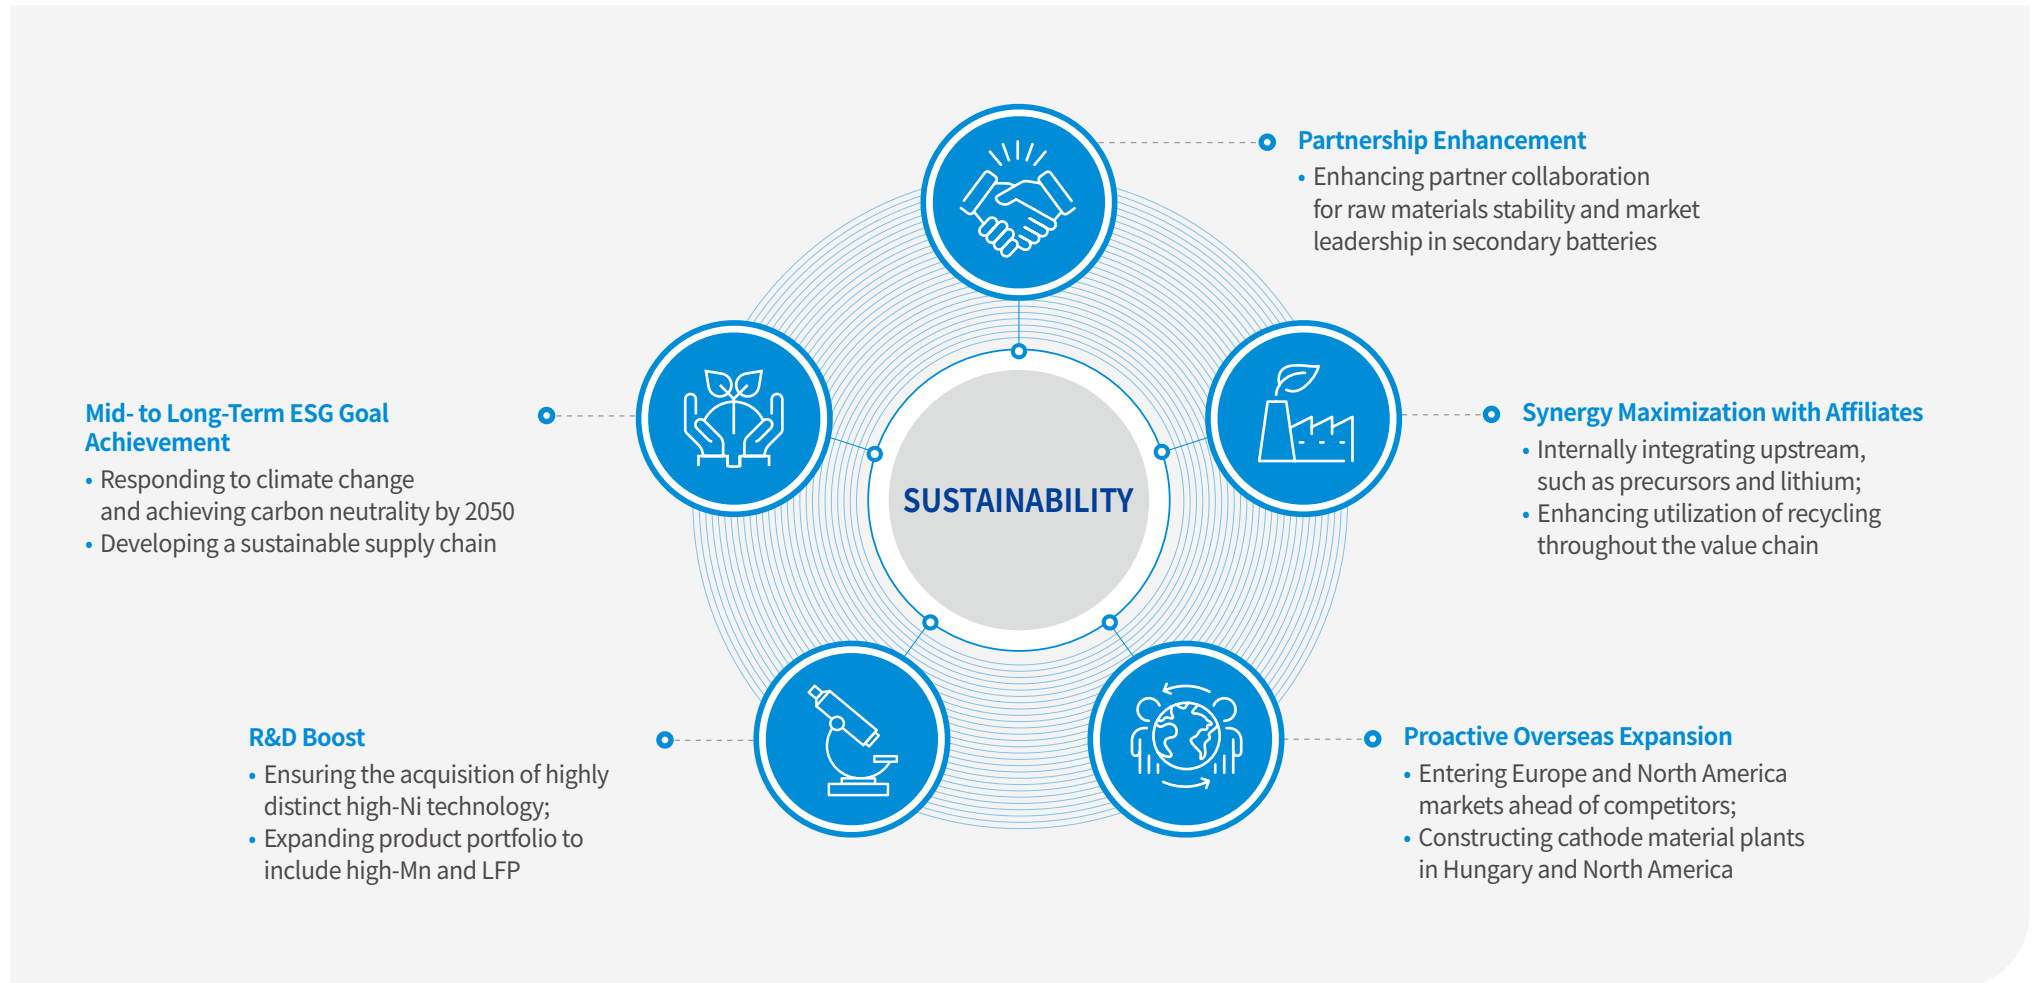 Partnership Enhancement
• Enhancing partner collaboration
for raw materials stability and market
leadership in secondary batteries
Mid- to Long-Term ESG Goal
Achievement
• Responding to climate change
and achieving carbon neutrality by 2050
• Developing a sustainable supply chain
SUSTAINABILITY
Synergy Maximization with Affiliates
• Internally integrating upstream,
such as precursors and lithium;
• Enhancing utilization of recycling
throughout the value chain
R&D Boost
• Ensuring the acquisition of highly
distinct high-Ni technology;
• Expanding product portfolio to
include high-Mn and LFP
Proactive Overseas Expansion
• Entering Europe and North America
markets ahead of competitors;
• Constructing cathode material plants
in Hungary and North America